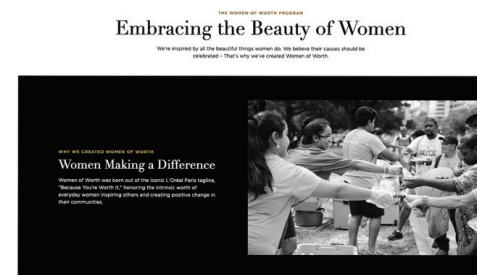 THE WOMEN OF WORTH PROGRAM
Embracing the Beauty of Women
We're inspired by all the beautiful things women do. We believe their causes should be
celebrated – That's why we've created Women of Worth.
WHY WE CREATED WOMEN OF WORTH
Women Making a Difference
Women of Worth was born out of the iconic L'Oréal Paris tagline,
"Because You're Worth It," honoring the intrinsic worth of
everyday women inspiring others and creating positive change in
their communities.